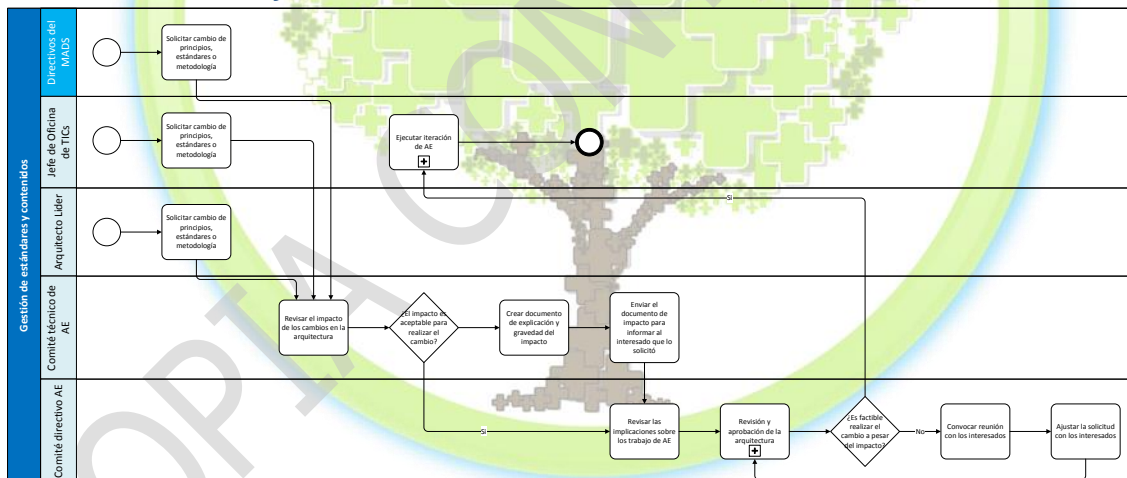 Gestión de estándares y contenidos
Directivos del
MADS
Solicitar cambio de
principios,
estándares o
metodología
Jefe de Oficina
de TICs
Solicitar cambio de
principios,
estándares o
metodología
Ejecutar iteración
de AE
Arquitecto Lider
Solicitar cambio de
principios,
estándares o
metodología
Si
Comité técnico de
AE
Revisar el impacto
de los cambios en la
arquitectura
¿El impacto es
aceptable para
realizar el
cambio?
Crear documento
de explicación y
gravedad del
impacto
Enviar el
documento de
impacto para
informar al
interesado que lo
solicitó
Comité directivo AE
Si
Revisar las
implicaciones sobre
los trabajo de AE
Revisión y
aprobación de la
arquitectura
¿Es factible
realizar el
cambio a pesar
del impacto?
No
Convocar reunión
con los interesados
Ajustar la solicitud
con los interesados
OPIA CON